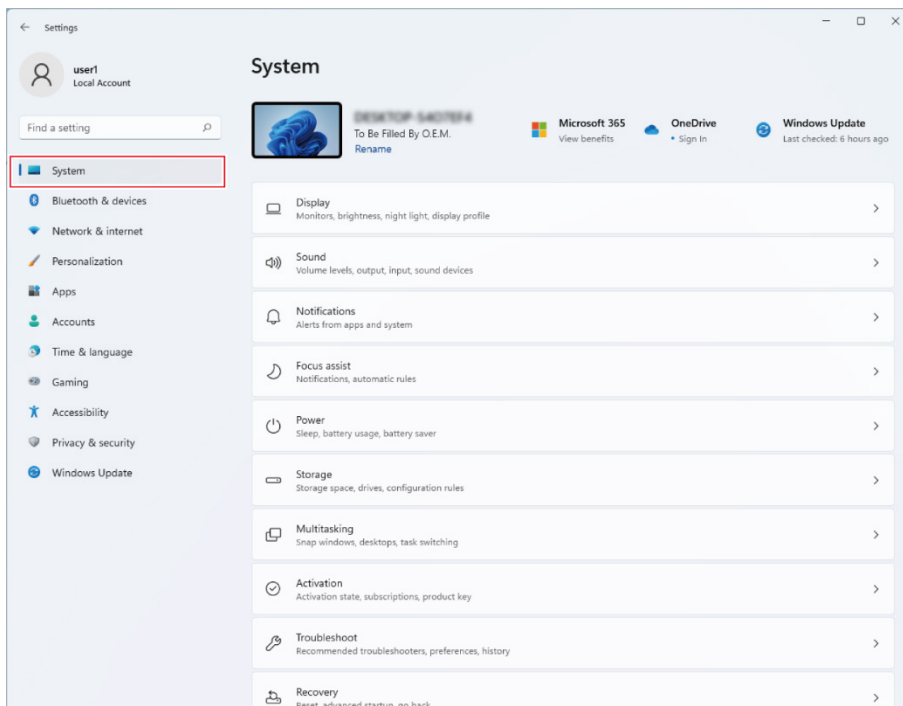 Settings
user1
Local Account
Find a setting
System
Bluetooth & devices
Network & internet
Personalization
Apps
Accounts
Time & language
Gaming
Accessibility
Privacy & security
Windows Update
System
To Be Filled By O.E.M.
Rename
Microsoft 365
View benefits
OneDrive
• Sign In
Windows Update
Last checked: 6 hours ago
Display
Monitors, brightness, night light, display profile
Sound
Volume levels, output, input, sound devices
Notifications
Alerts from apps and system
Focus assist
Notifications, automatic rules
Power
Sleep, battery usage, battery saver
Storage
Storage space, drives, configuration rules
Multitasking
Snap windows, desktops, task switching
Activation
Activation state, subscriptions, product key
Troubleshoot
Recommended troubleshooters, preferences, history
Recovery
Reset, advanced startup, go back